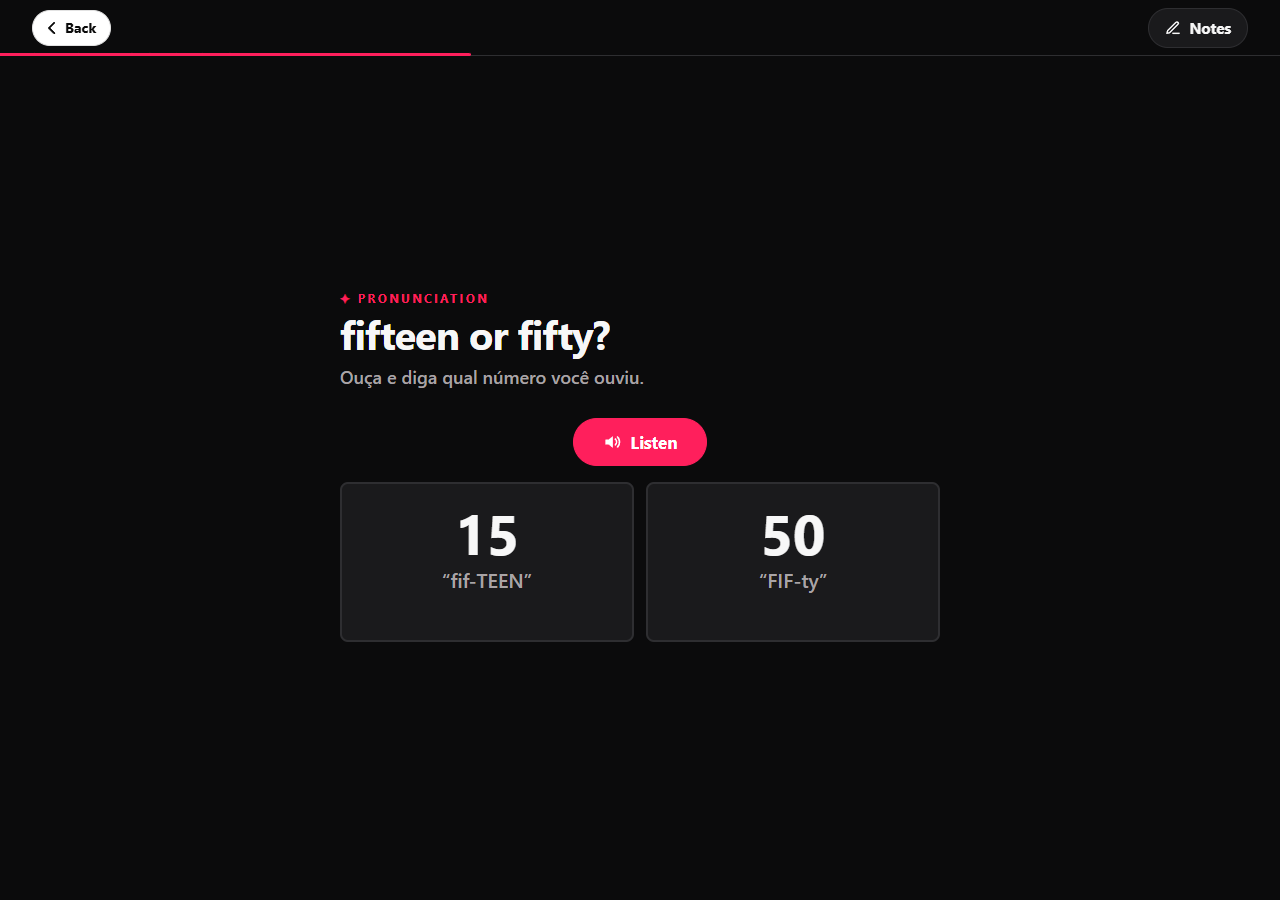 Back
Notes
✦ PRONUNCIATION
fifteen or fifty?
Ouça e diga qual número você ouviu.
Listen
15
“fif-TEEN”
50
“FIF-ty”